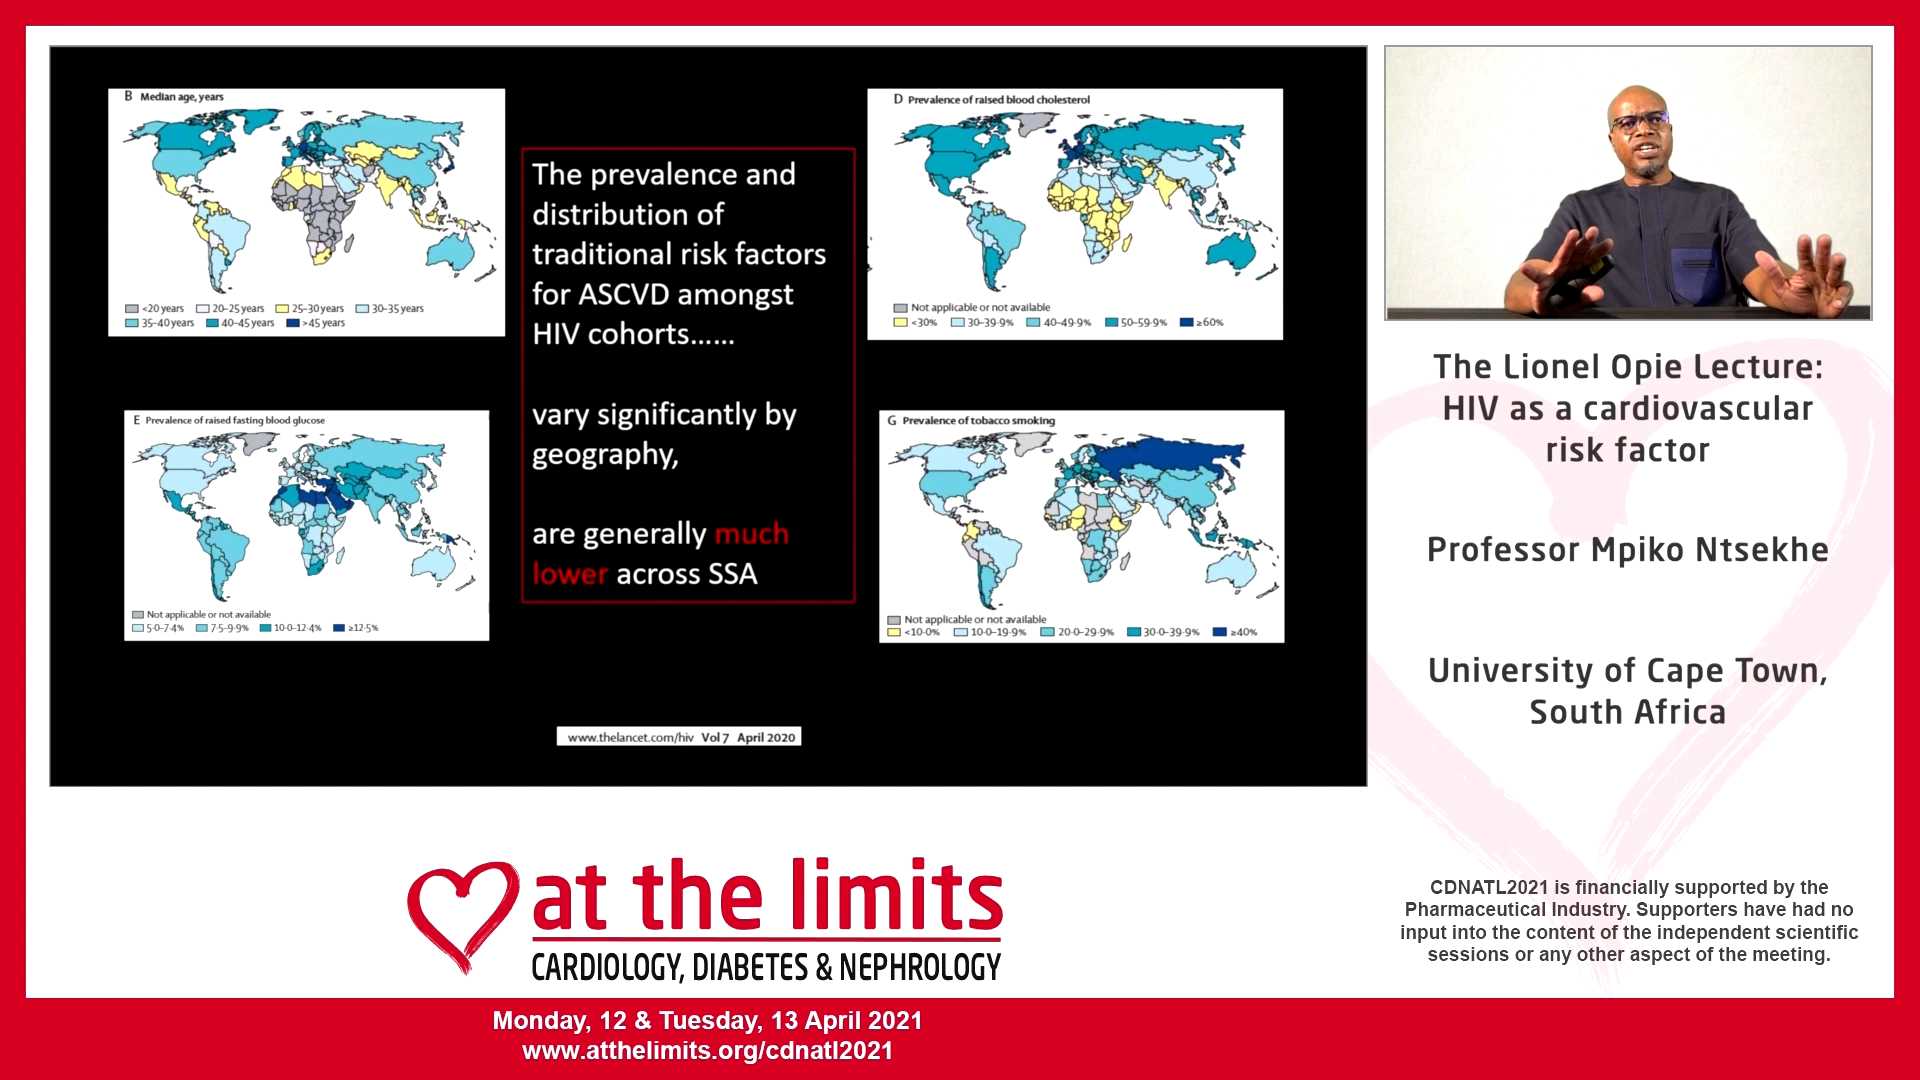 B Median age, years
<20 years 20–25 years 25–30 years 30–35 years
35–40 years 40–45 years >45 years
The prevalence and
distribution of
traditional risk factors
for ASCVD amongst
HIV cohorts......
vary significantly by
geography,
are generally much
lower across SSA
D Prevalence of raised blood cholesterol
Not applicable or not available
<30% 30–39·9% 40–49·9% 50–59·9% ≥60%
E Prevalence of raised fasting blood glucose
Not applicable or not available
5·0–7·4% 7·5–9·9% 10·0–12·4% ≥12·5%
G Prevalence of tobacco smoking
Not applicable or not available
<10·0% 10·0–19·9% 20·0–29·9% 30·0–39·9% ≥40%
www.thelancet.com/hiv Vol 7 April 2020
The Lionel Opie Lecture:
HIV as a cardiovascular
risk factor
Professor Mpiko Ntsekhe
University of Cape Town,
South Africa
at the limits
CARDIOLOGY, DIABETES & NEPHROLOGY
CDNATL2021 is financially supported by the
Pharmaceutical Industry. Supporters have had no
input into the content of the independent scientific
sessions or any other aspect of the meeting.
Monday, 12 & Tuesday, 13 April 2021
www.atthelimits.org/cdnatl2021